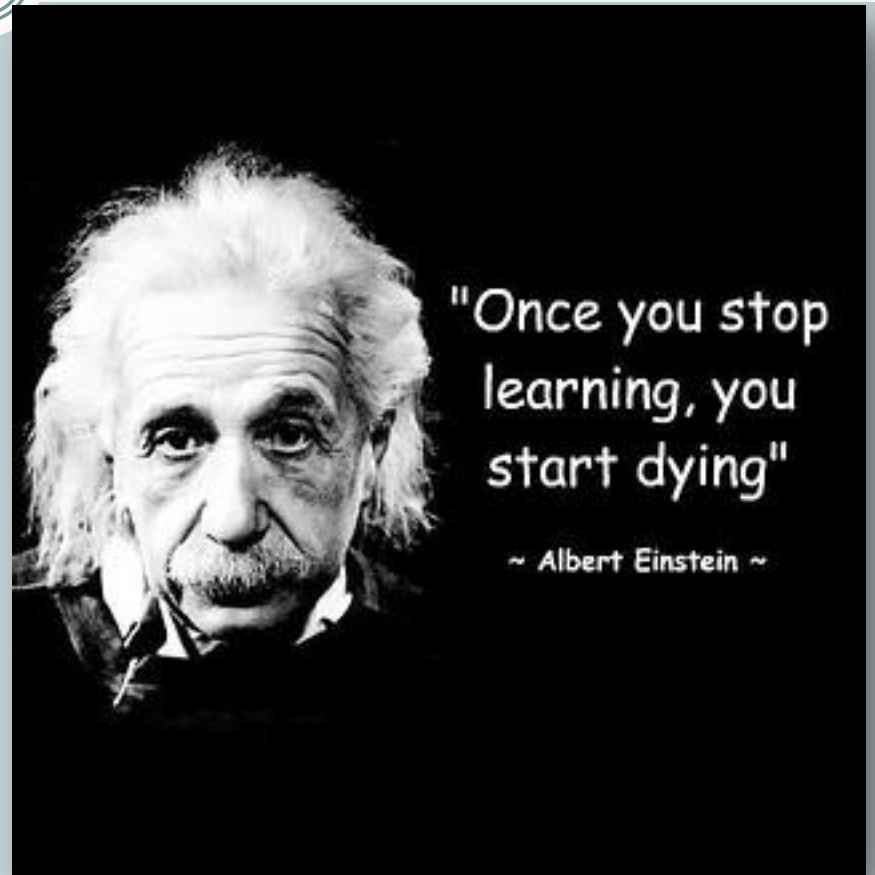 "Once you stop
learning, you
start dying"
~ Albert Einstein ~